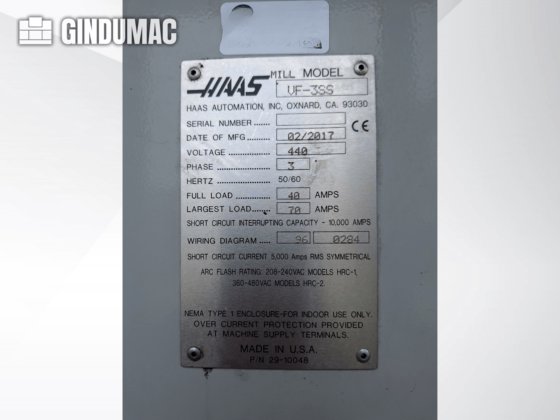 GINDUMAC
HAAS MILL MODEL VF-3SS
HAAS AUTOMATION, INC, OXNARD, CA. 93030
SERIAL NUMBER
DATE OF MFG 02/2017 CE
VOLTAGE 440
PHASE 3
HERTZ 50/60
FULL LOAD 40 AMPS
LARGEST LOAD 70 AMPS
SHORT CIRCUIT INTERRUPTING CAPACITY - 10,000 AMPS
WIRING DIAGRAM 96 0284
SHORT CIRCUIT CURRENT 5,000 Amps RMS SYMMETRICAL
ARC FLASH RATING: 208-240VAC MODELS HRC-1,
380-480VAC MODELS HRC-2.
NEMA TYPE 1 ENCLOSURE-FOR INDOOR USE ONLY.
OVER CURRENT PROTECTION PROVIDED
AT MACHINE SUPPLY TERMINALS.
MADE IN U.S.A.
P/N 29-10048